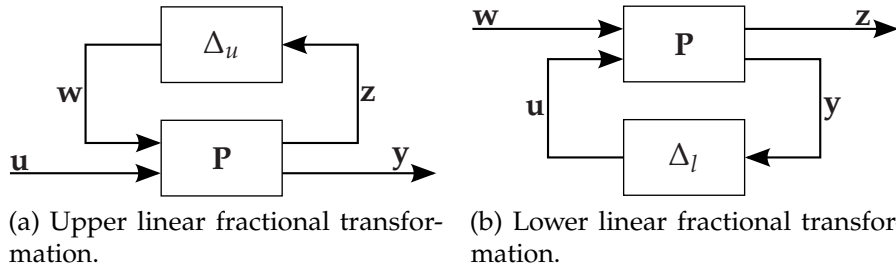 Δu
w
z
P
u
y
(a) Upper linear fractional transfor-
mation.
w
z
P
u
y
Δl
(b) Lower linear fractional transfor
mation.